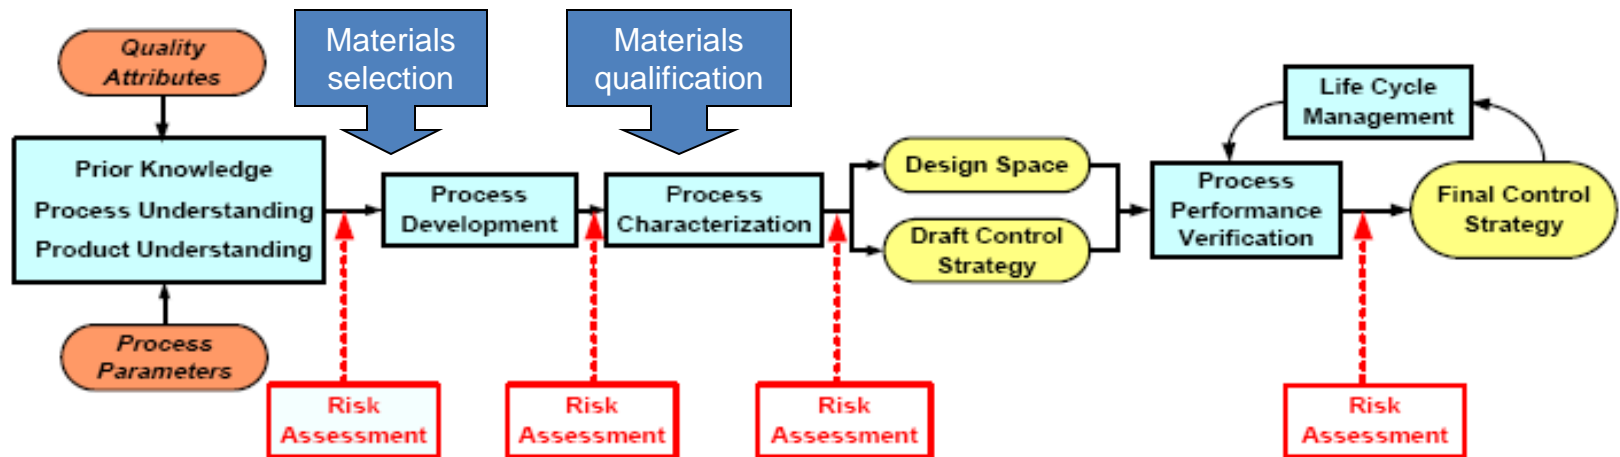 Quality
Attributes
Materials
selection
Materials
qualification
Life Cycle
Management
Prior Knowledge
Process Understanding
Product Understanding
Process
Development
Process
Characterization
Design Space
Draft Control
Strategy
Process
Performance
Verification
Final Control
Strategy
Process
Parameters
Risk
Assessment
Risk
Assessment
Risk
Assessment
Risk
Assessment